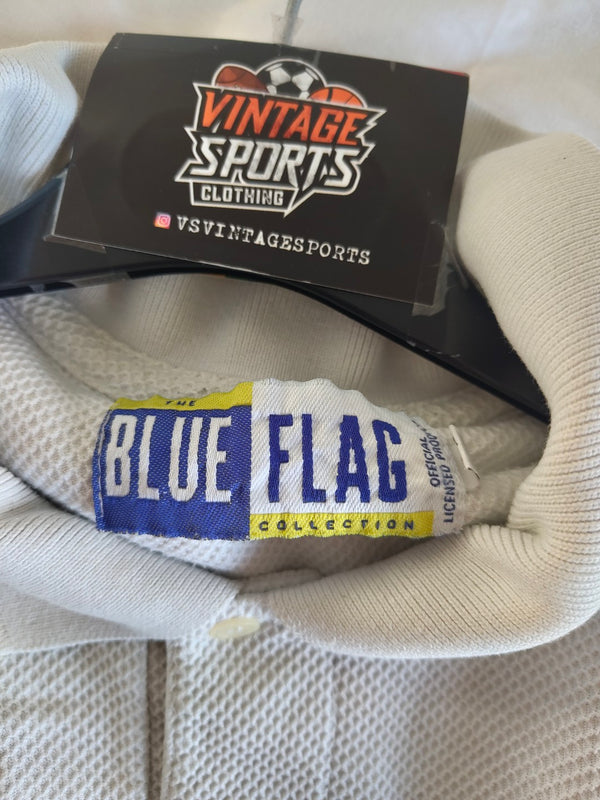 VINTAGE
SPORTS
CLOTHING
VSVINTAGESPORTS
THE
BLUE FLAG
COLLECTION
OFFICIAL
LICENSED